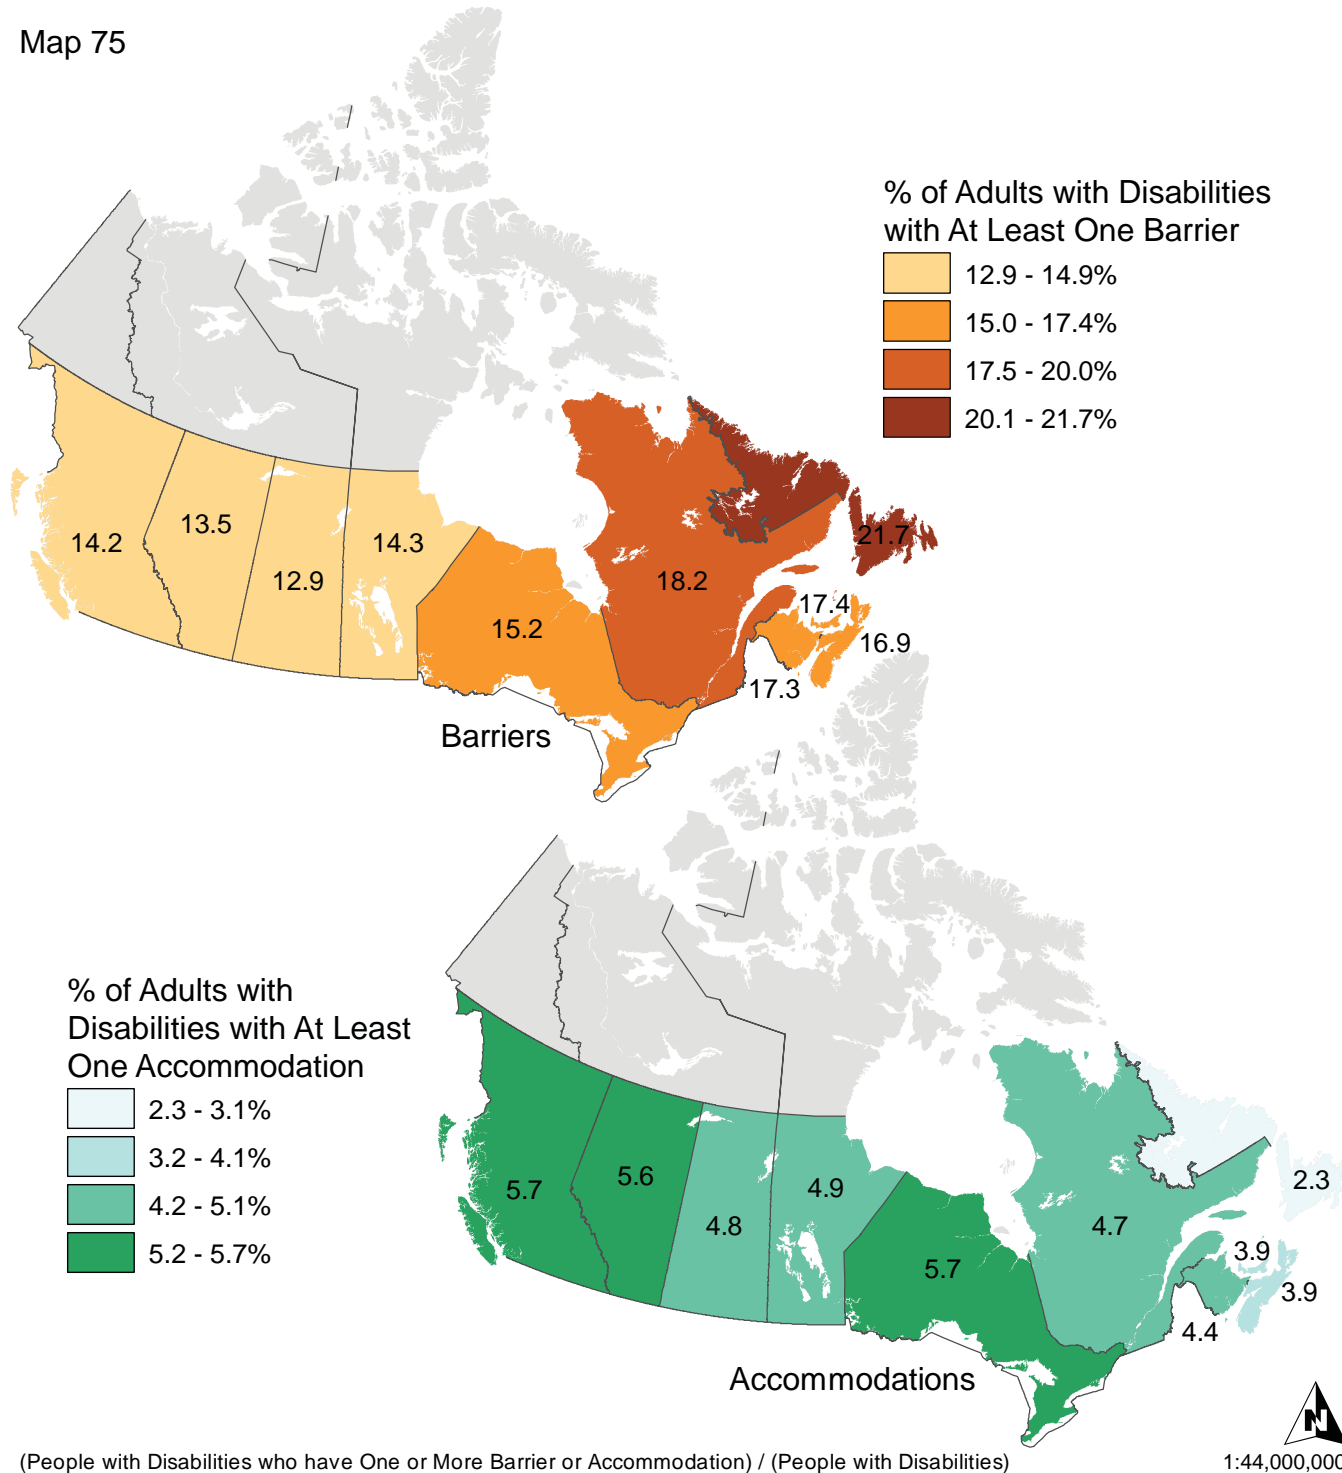 Map 75
% of Adults with Disabilities
with At Least One Barrier
12.9 - 14.9%
15.0 - 17.4%
17.5 - 20.0%
20.1 - 21.7%
14.2
13.5
12.9
14.3
15.2
18.2
21.7
17.4
16.9
17.3
Barriers
% of Adults with
Disabilities with At Least
One Accommodation
2.3 - 3.1%
3.2 - 4.1%
4.2 - 5.1%
5.2 - 5.7%
5.7
5.6
4.8
4.9
5.7
4.7
2.3
3.9
3.9
4.4
Accommodations
N
(People with Disabilities who have One or More Barrier or Accommodation) / (People with Disabilities)
1:44,000,000